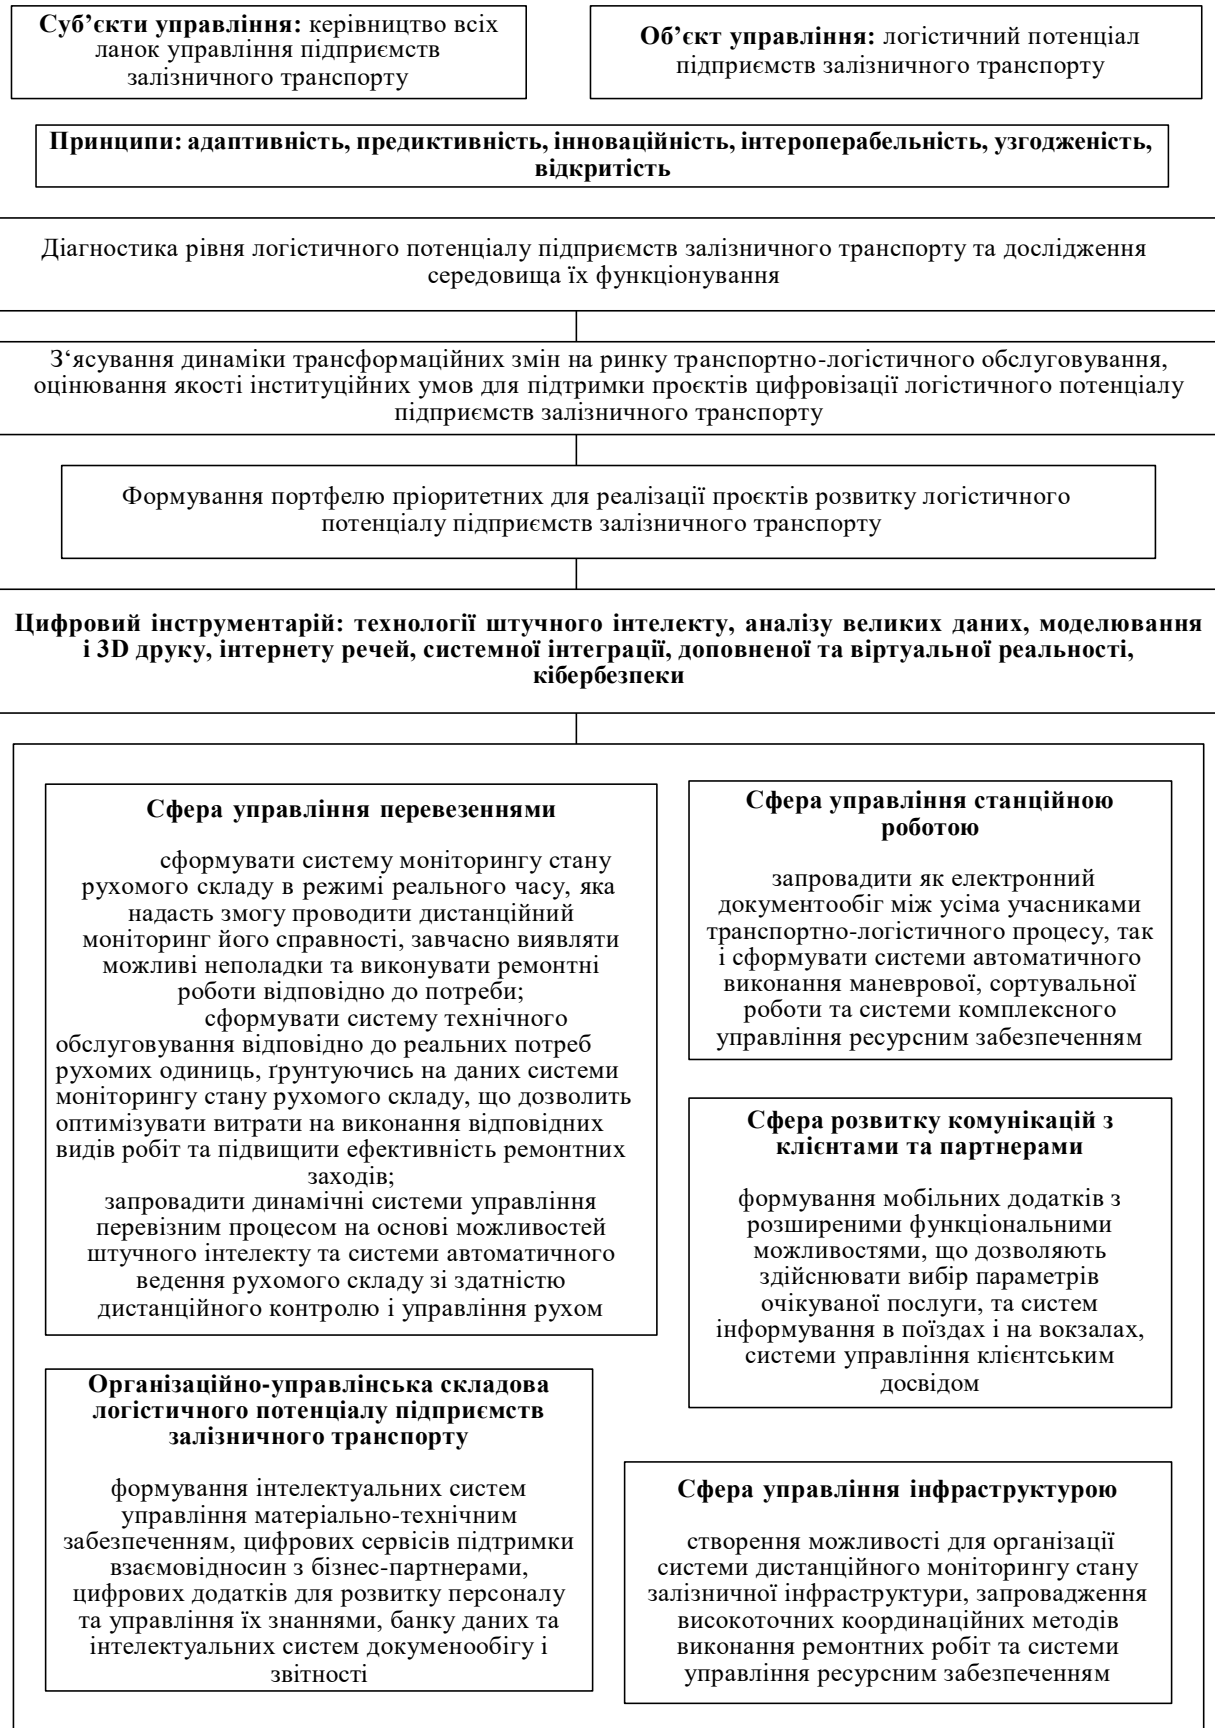 Суб’єкти управління: керівництво всіх
ланок управління підприємств
залізничного транспорту
Об’єкт управління: логістичний потенціал
підприємств залізничного транспорту
Принципи: адаптивність, предиктивність, інноваційність, інтероперабельність, узгодженість,
відкритість
Діагностика рівня логістичного потенціалу підприємств залізничного транспорту та дослідження
середовища їх функціонування
З‘ясування динаміки трансформаційних змін на ринку транспортно-логістичного обслуговування,
оцінювання якості інституційних умов для підтримки проєктів цифровізації логістичного потенціалу
підприємств залізничного транспорту
Формування портфелю пріоритетних для реалізації проєктів розвитку логістичного
потенціалу підприємств залізничного транспорту
Цифровий інструментарій: технології штучного інтелекту, аналізу великих даних, моделювання
і 3D друку, інтернету речей, системної інтеграції, доповненої та віртуальної реальності,
кібербезпеки
Сфера управління перевезеннями
сформувати систему моніторингу стану
рухомого складу в режимі реального часу, яка
надасть змогу проводити дистанційний
моніторинг його справності, завчасно виявляти
можливі неполадки та виконувати ремонтні
роботи відповідно до потреби;
сформувати систему технічного
обслуговування відповідно до реальних потреб
рухомих одиниць, ґрунтуючись на даних системи
моніторингу стану рухомого складу, що дозволить
оптимізувати витрати на виконання відповідних
видів робіт та підвищити ефективність ремонтних
заходів;
запровадити динамічні системи управління
перевізним процесом на основі можливостей
штучного інтелекту та системи автоматичного
ведення рухомого складу зі здатністю
дистанційного контролю і управління рухом
Сфера управління станційною
роботою
запровадити як електронний
документообіг між усіма учасниками
транспортно-логістичного процесу, так
і сформувати системи автоматичного
виконання маневрової, сортувальної
роботи та системи комплексного
управління ресурсним забезпеченням
Сфера розвитку комунікацій з
клієнтами та партнерами
формування мобільних додатків з
розширеними функціональними
можливостями, що дозволяють
здійснювати вибір параметрів
очікуваної послуги, та систем
інформування в поїздах і на вокзалах,
системи управління клієнтським
досвідом
Організаційно-управлінська складова
логістичного потенціалу підприємств
залізничного транспорту
формування інтелектуальних систем
управління матеріально-технічним
забезпеченням, цифрових сервісів підтримки
взаємовідносин з бізнес-партнерами,
цифрових додатків для розвитку персоналу
та управління їх знаннями, банку даних та
інтелектуальних систем докуменообігу і
звітності
Сфера управління інфраструктурою
створення можливості для організації
системи дистанційного моніторингу стану
залізничної інфраструктури, запровадження
високоточних координаційних методів
виконання ремонтних робіт та системи
управління ресурсним забезпеченням